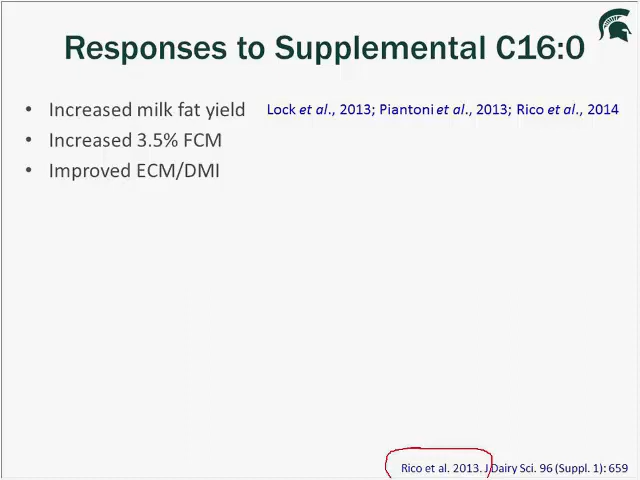 Responses to Supplemental C16:0
• Increased milk fat yield Lock et al., 2013; Piantoni et al., 2013; Rico et al., 2014
• Increased 3.5% FCM
• Improved ECM/DMI
Rico et al. 2013. J Dairy Sci. 96 (Suppl. 1): 659